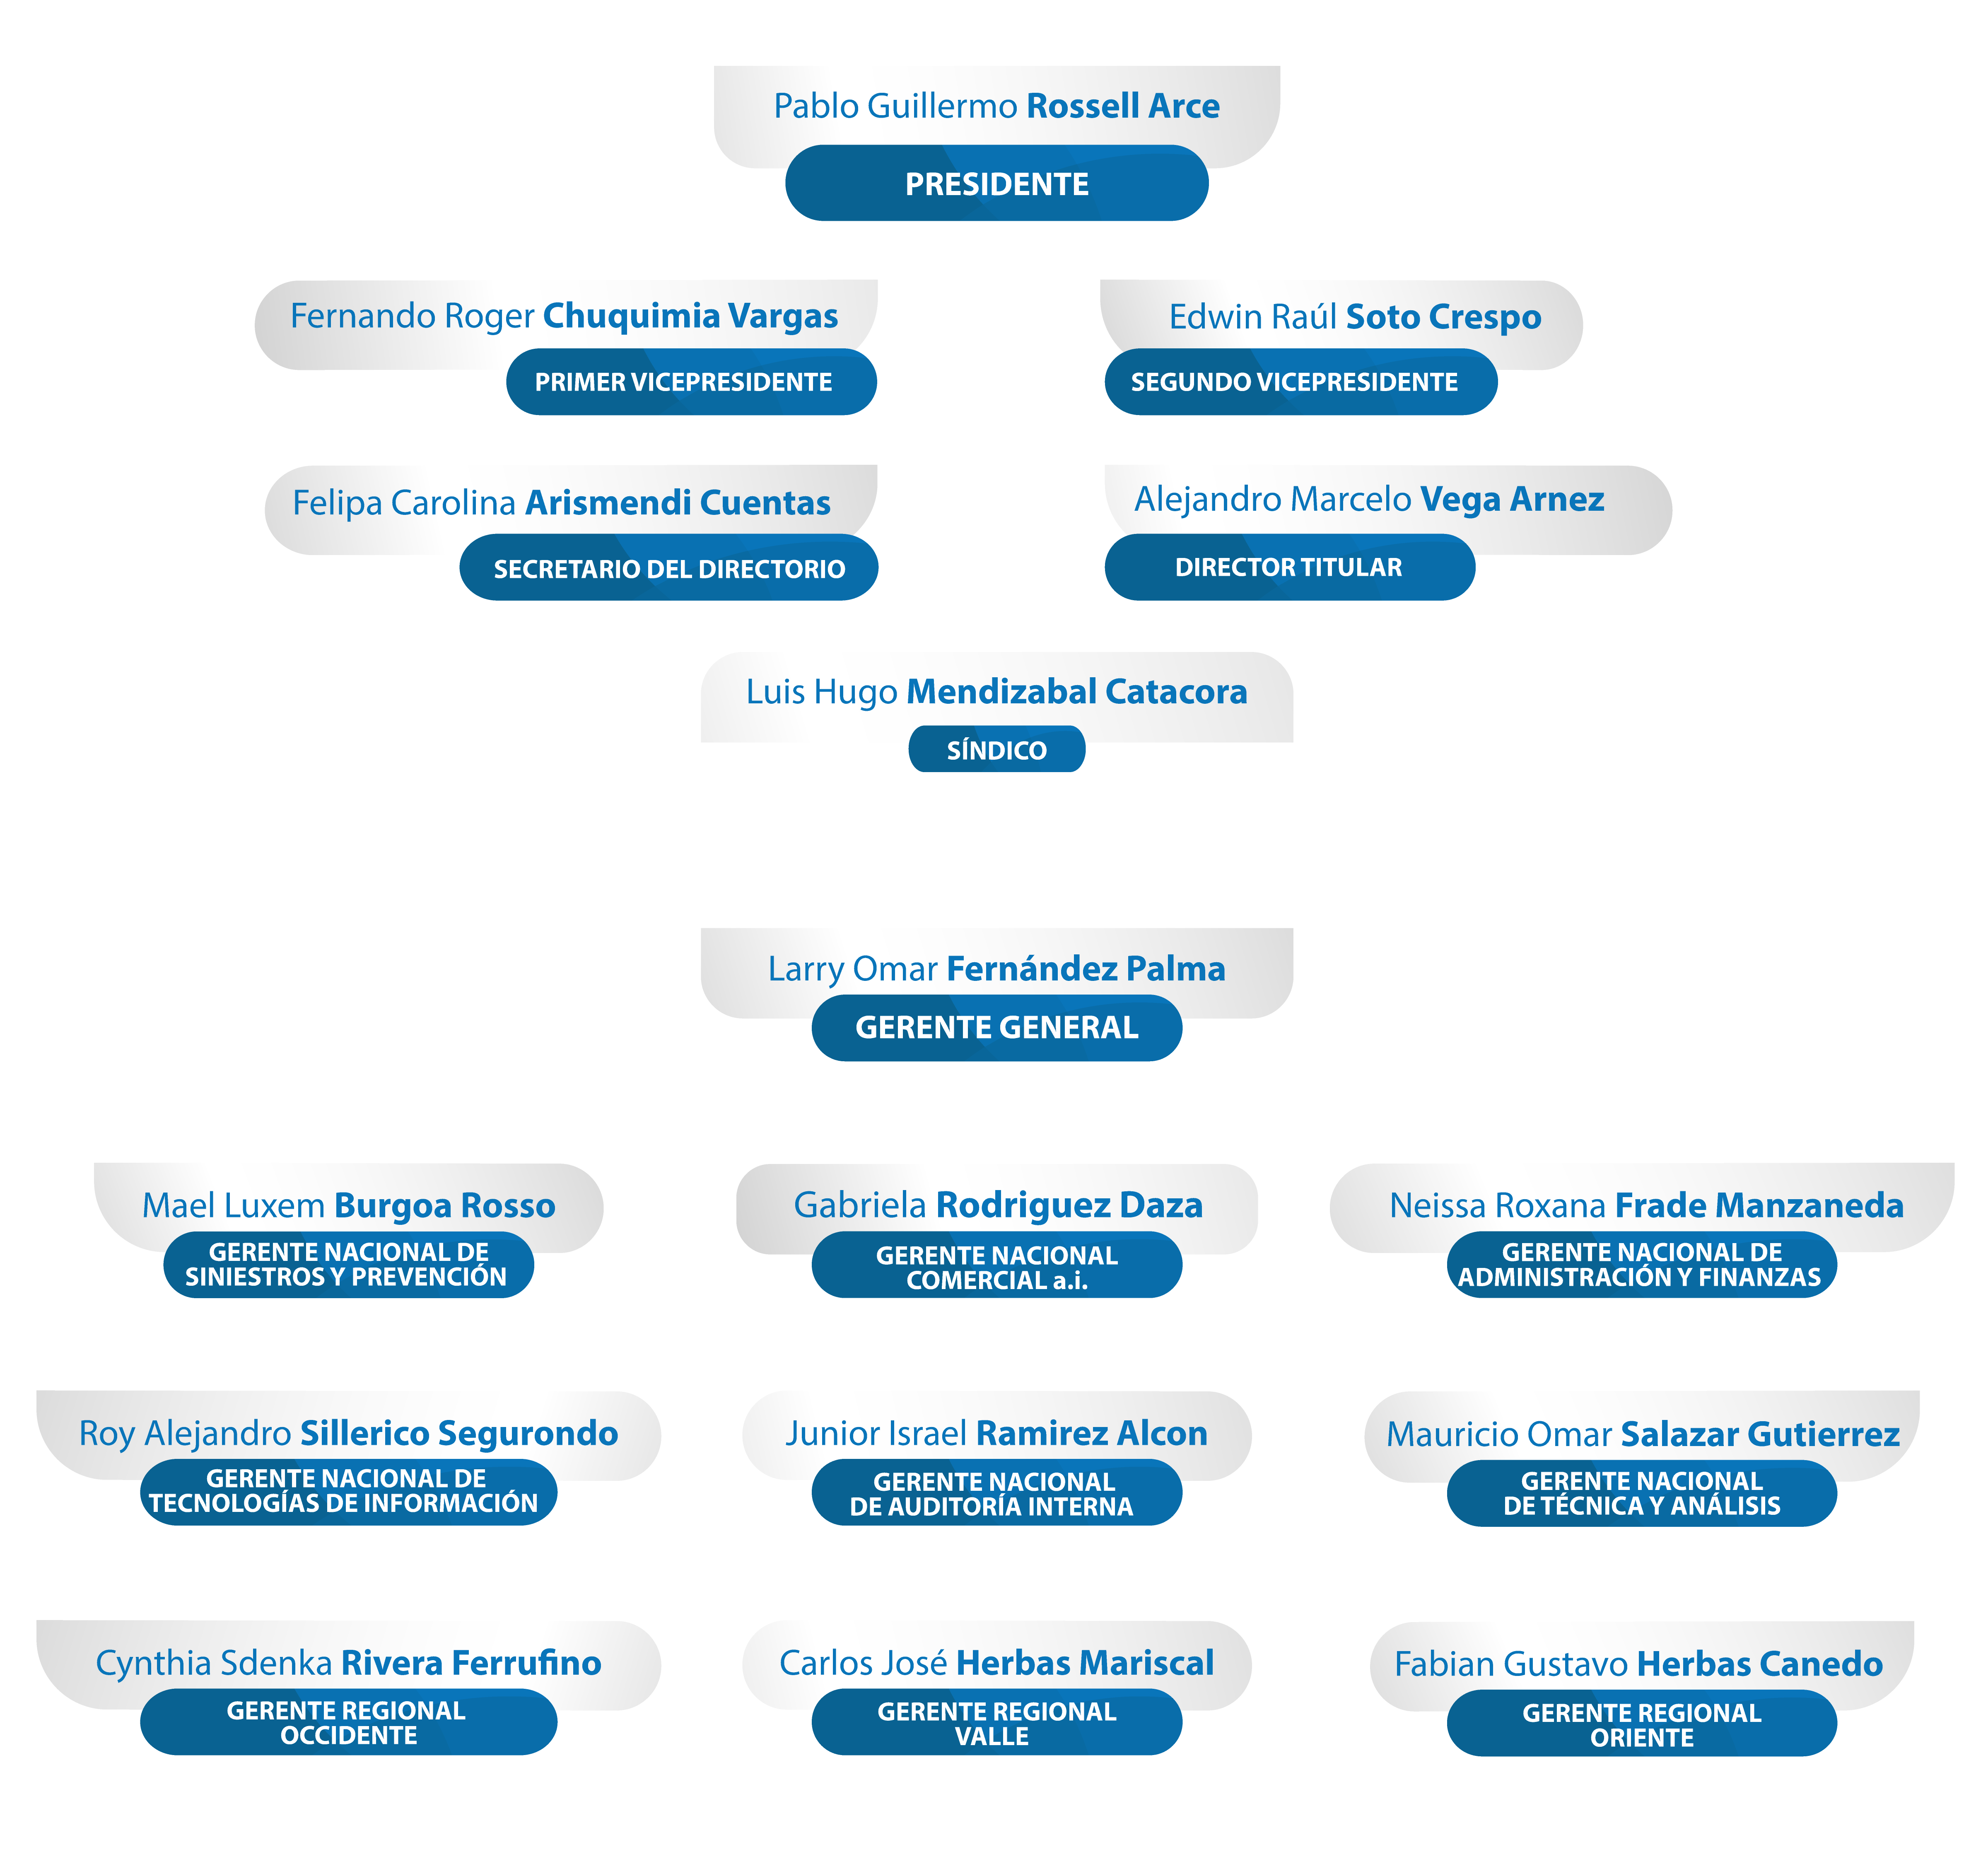 Pablo Guillermo Rossell Arce
PRESIDENTE
Fernando Roger Chuquimia Vargas
PRIMER VICEPRESIDENTE
Edwin Raúl Soto Crespo
SEGUNDO VICEPRESIDENTE
Felipa Carolina Arismendi Cuentas
SECRETARIO DEL DIRECTORIO
Alejandro Marcelo Vega Arnez
DIRECTOR TITULAR
Luis Hugo Mendizabal Catacora
SÍNDICO
Larry Omar Fernández Palma
GERENTE GENERAL
Mael Luxem Burgoa Rosso
GERENTE NACIONAL DE
SINIESTROS Y PREVENCIÓN
Gabriela Rodriguez Daza
GERENTE NACIONAL
COMERCIAL a.i.
Neissa Roxana Frade Manzaneda
GERENTE NACIONAL DE
ADMINISTRACIÓN Y FINANZAS
Roy Alejandro Sillerico Segurondo
GERENTE NACIONAL DE
TECNOLOGÍAS DE INFORMACIÓN
Junior Israel Ramirez Alcon
GERENTE NACIONAL
DE AUDITORÍA INTERNA
Mauricio Omar Salazar Gutierrez
GERENTE NACIONAL
DE TÉCNICA Y ANÁLISIS
Cynthia Sdenka Rivera Ferrufino
GERENTE REGIONAL
OCCIDENTE
Carlos José Herbas Mariscal
GERENTE REGIONAL
VALLE
Fabian Gustavo Herbas Canedo
GERENTE REGIONAL
ORIENTE